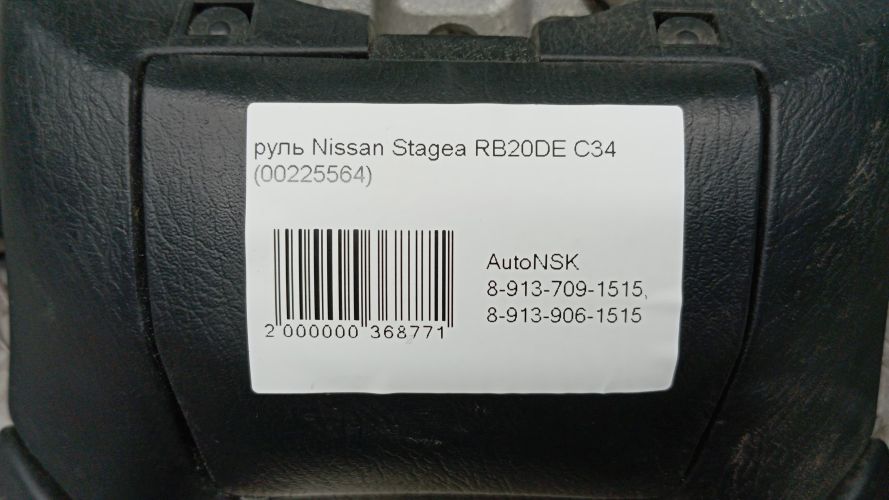 руль Nissan Stagea RB20DE C34
(00225564)
2 000000 368771
AutoNSK
8-913-709-1515,
8-913-906-1515